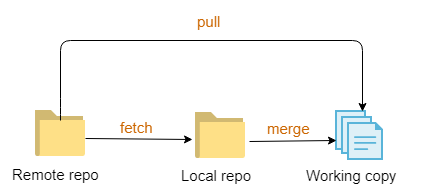 pull
fetch
merge
Remote repo
Local repo
Working copy